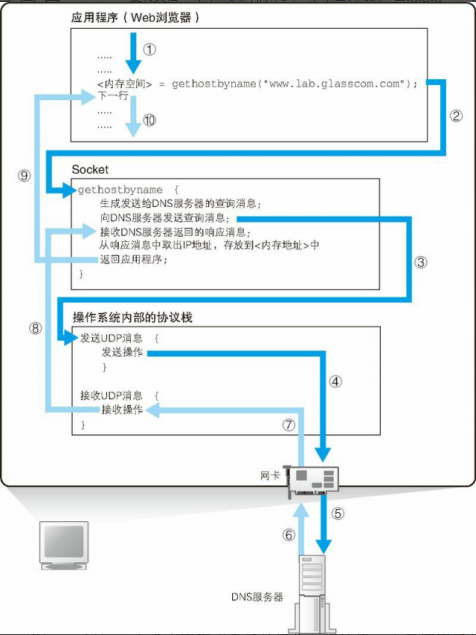 应用程序（Web浏览器）
①
.....
.....
<内存空间> = gethostbyname("www.lab.glasscom.com");
下一行
②
.....
⑩
.....
⑨
Socket
gethostbyname {
生成发送给DNS服务器的查询消息;
向DNS服务器发送查询消息;
接收DNS服务器返回的响应消息;
从响应消息中取出IP地址，存放到<内存地址>中
返回应用程序;
}
③
⑧
操作系统内部的协议栈
发送UDP消息 {
发送操作
}
④
接收UDP消息 {
接收操作
}
⑦
网卡
⑤
⑥
DNS服务器